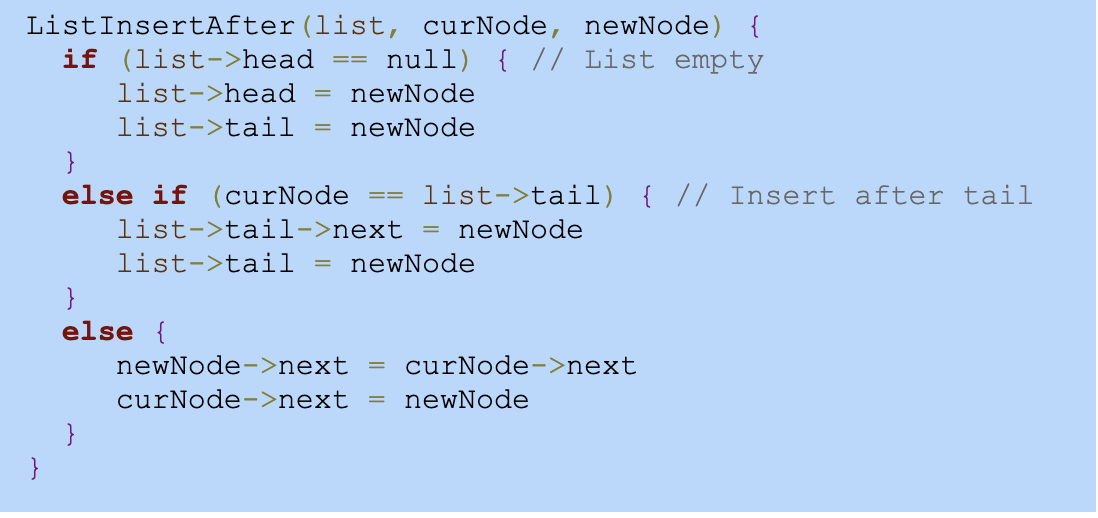 ListInsertAfter(list, curNode, newNode) {
if (list->head == null) { // List empty
list->head = newNode
list->tail = newNode
}
else if (curNode == list->tail) { // Insert after tail
list->tail->next = newNode
list->tail = newNode
}
else {
newNode->next = curNode->next
curNode->next = newNode
}
}